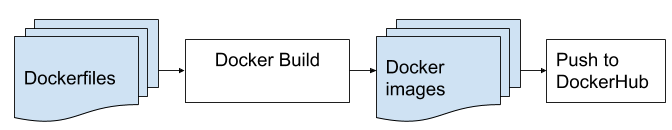 Dockerfiles
Docker Build
Docker
images
Push to
DockerHub